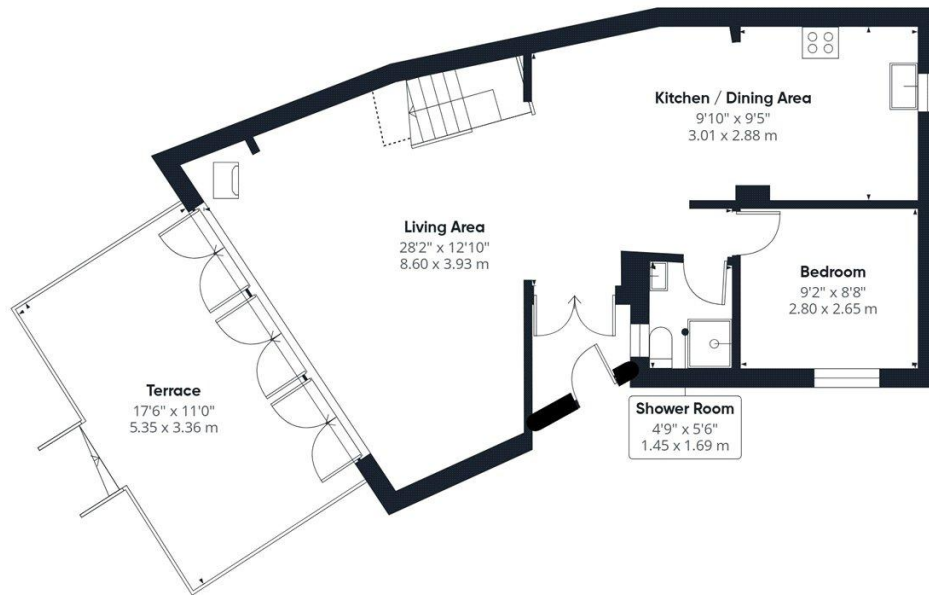 Kitchen / Dining Area
9'10" x 9'5"
3.01 x 2.88 m
Living Area
28'2" x 12'10"
8.60 x 3.93 m
Bedroom
9'2" x 8'8"
2.80 x 2.65 m
Terrace
17'6" x 11'0"
5.35 x 3.36 m
Shower Room
4'9" x 5'6"
1.45 x 1.69 m